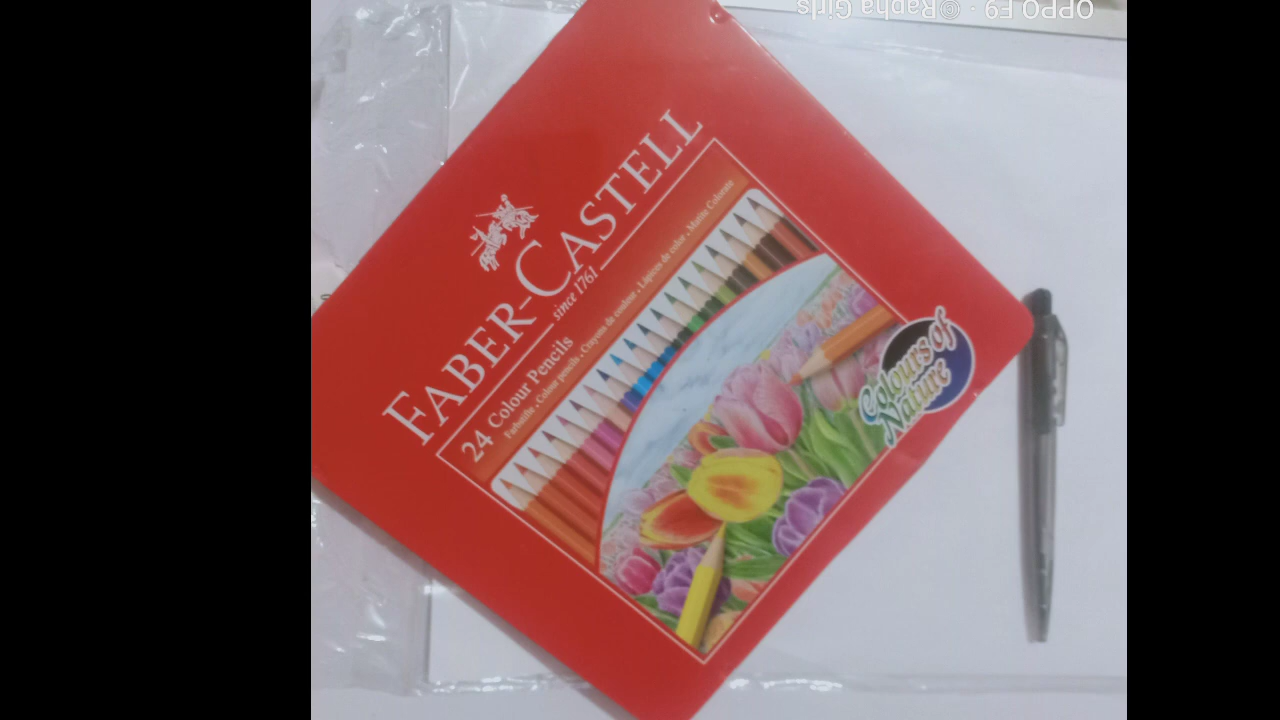 FABER-CASTELL
since 1761
24 Colour Pencils
Farbstifte . Colour pencils . Crayons de couleur . Lápices de color . Matite Colorate
Colours of
Nature
OPPO F9 · ©Rapha Girls